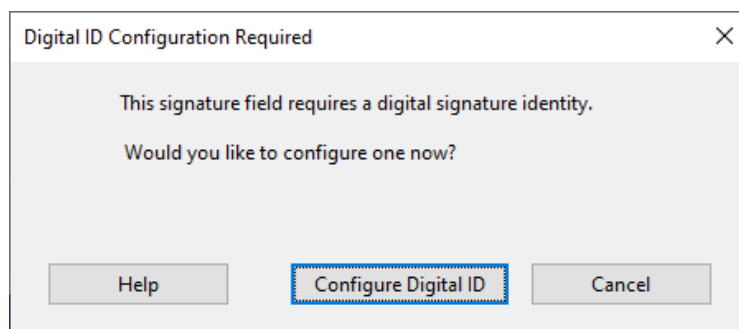 Digital ID Configuration Required
This signature field requires a digital signature identity.
Would you like to configure one now?
Help
Configure Digital ID
Cancel